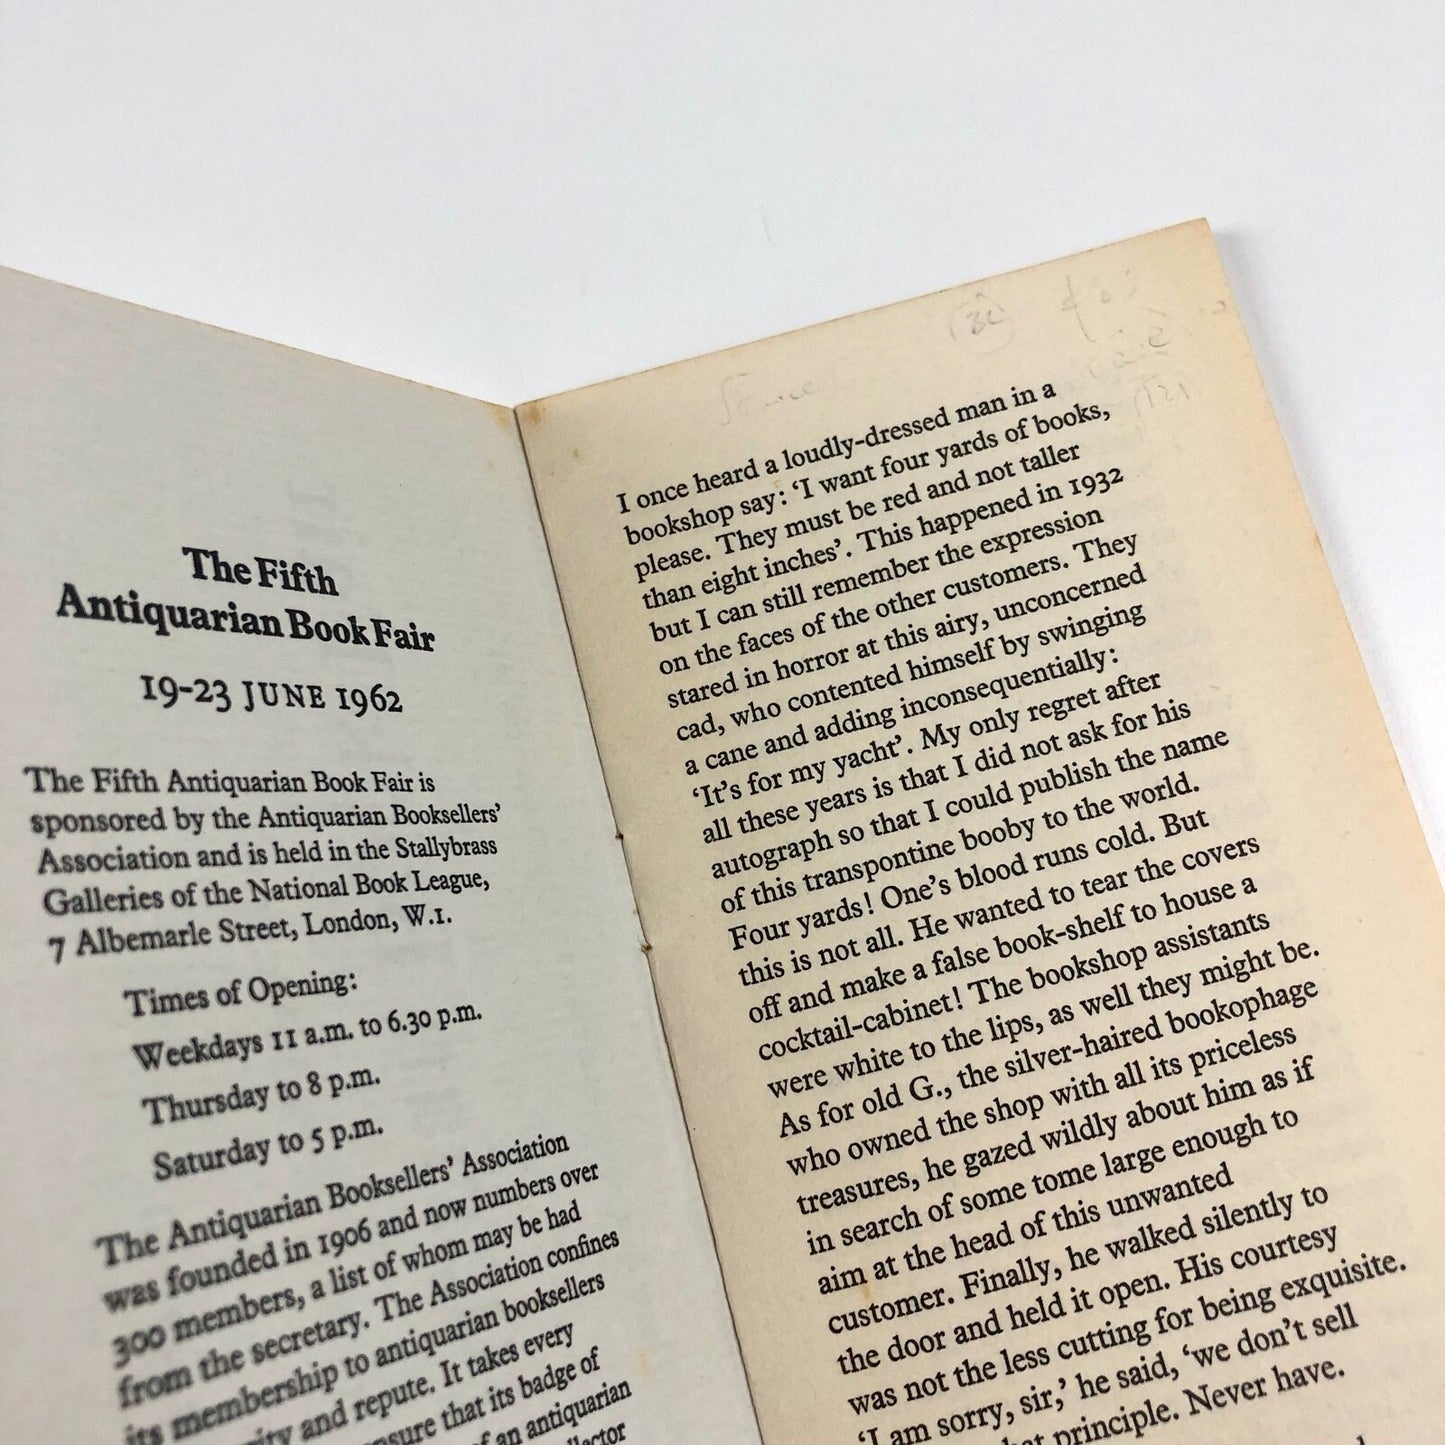 The Fifth
Antiquarian Book Fair
19-23 JUNE 1962
The Fifth Antiquarian Book Fair is
sponsored by the Antiquarian Booksellers'
Association and is held in the Stallybrass
Galleries of the National Book League,
7 Albemarle Street, London, W.1.
Times of Opening:
Weekdays 11 a.m. to 6.30 p.m.
Thursday to 8 p.m.
Saturday to 5 p.m.
The Antiquarian Booksellers' Association
was founded in 1906 and now numbers over
300 members, a list of whom may be had
from the secretary. The Association confines
its membership to antiquarian booksellers
and repute. It takes every
that its badge of
an antiquarian
I once heard a loudly-dressed man in a
bookshop say: 'I want four yards of books,
please. They must be red and not taller
than eight inches'. This happened in 1932
but I can still remember the expression
on the faces of the other customers. They
stared in horror at this airy, unconcerned
cad, who contented himself by swinging
a cane and adding inconsequentially:
'It's for my yacht'. My only regret after
all these years is that I did not ask for his
autograph so that I could publish the name
of this transpontine booby to the world.
Four yards! One's blood runs cold. But
this is not all. He wanted to tear the covers
off and make a false book-shelf to house a
cocktail-cabinet! The bookshop assistants
were white to the lips, as well they might be.
As for old G., the silver-haired bookophage
who owned the shop with all its priceless
treasures, he gazed wildly about him as if
in search of some tome large enough to
aim at the head of this unwanted
customer. Finally, he walked silently to
the door and held it open. His courtesy
was not the less cutting for being exquisite.
'I am sorry, sir,' he said, 'we don't sell
principle. Never have.